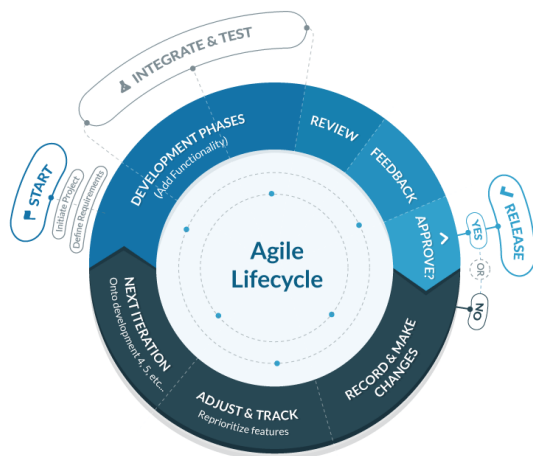 INTEGRATE & TEST
START
Initiate Project
Define Requirements
DEVELOPMENT PHASES
(Add Functionality)
REVIEW
FEEDBACK
APPROVE?
YES
OR
NO
RELEASE
RECORD & MAKE
CHANGES
ADJUST & TRACK
Reprioritize features
NEXT ITERATION
Onto development 4, 5, etc...
Agile
Lifecycle